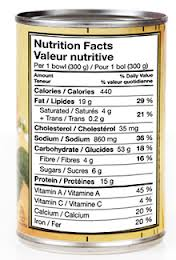 Nutrition Facts
Valeur nutritive
Per 1 bowl (300 g) / Pour 1 bol (300 g)
Amount % Daily Value
Teneur % valeur quotidienne
Calories / Calories 440
Fat / Lipides 19 g 29 %
Saturated / Saturés 4 g
+ Trans / Trans 0.2 g 21 %
Cholesterol / Cholestérol 35 mg
Sodium / Sodium 860 mg 36 %
Carbohydrate / Glucides 53 g 18 %
Fibre / Fibres 4 g 16 %
Sugars / Sucres 6 g
Protein / Protéines 15 g
Vitamin A / Vitamine A 45 %
Vitamin C / Vitamine C 4 %
Calcium / Calcium 20 %
Iron / Fer 20 %